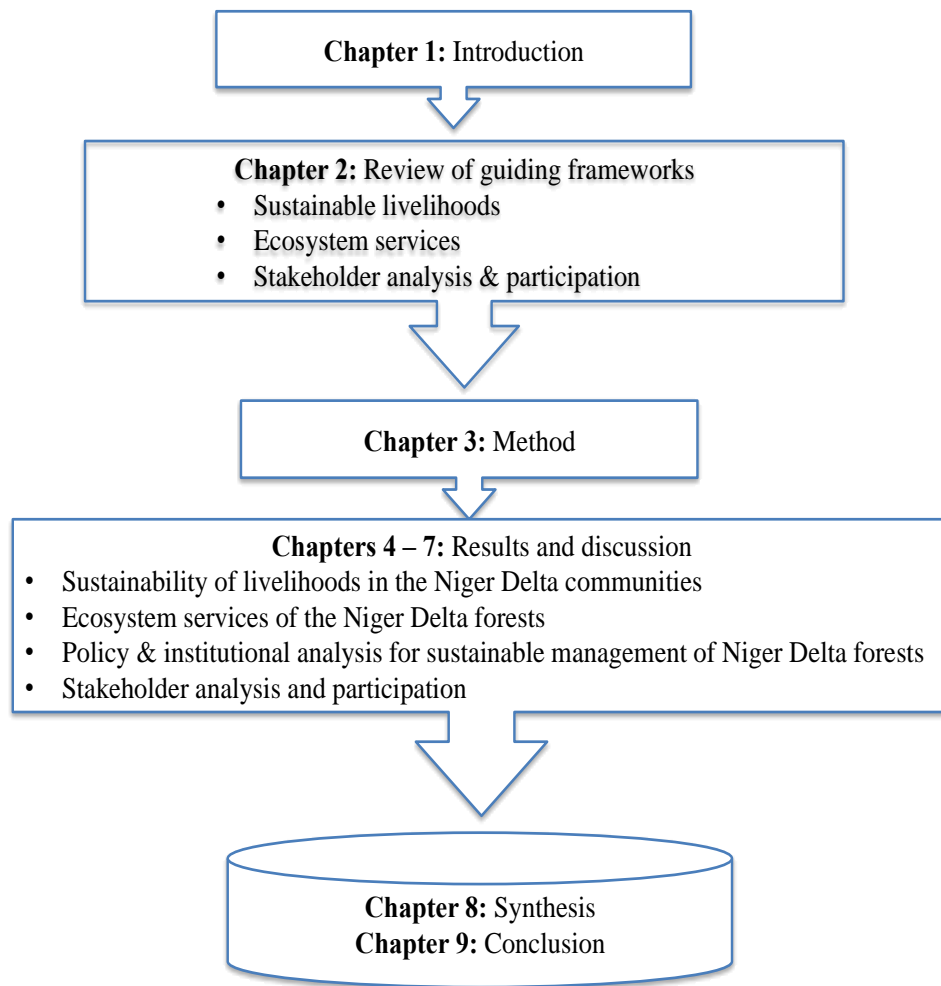 Chapter 1: Introduction
Chapter 2: Review of guiding frameworks
• Sustainable livelihoods
• Ecosystem services
• Stakeholder analysis & participation
Chapter 3: Method
Chapters 4 – 7: Results and discussion
• Sustainability of livelihoods in the Niger Delta communities
• Ecosystem services of the Niger Delta forests
• Policy & institutional analysis for sustainable management of Niger Delta forests
• Stakeholder analysis and participation
Chapter 8: Synthesis
Chapter 9: Conclusion